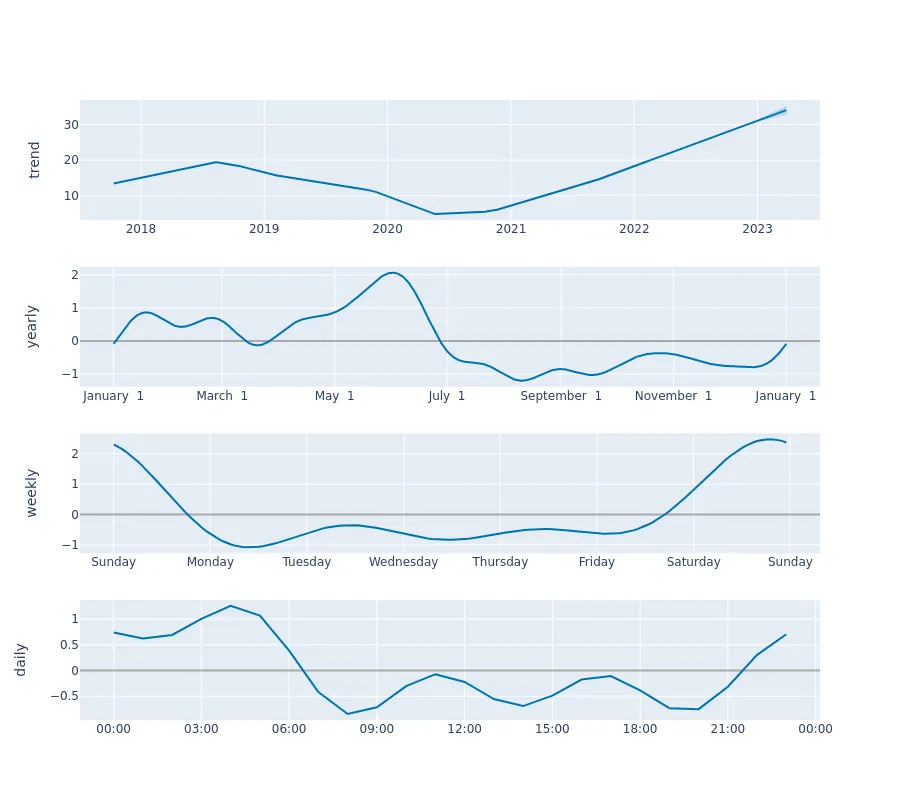 trend
30
20
10
2018 2019 2020 2021 2022 2023
yearly
2
1
0
−1
January 1 March 1 May 1 July 1 September 1 November 1 January 1
weekly
2
1
0
−1
Sunday Monday Tuesday Wednesday Thursday Friday Saturday Sunday
daily
1
0.5
0
−0.5
00:00 03:00 06:00 09:00 12:00 15:00 18:00 21:00 00:00